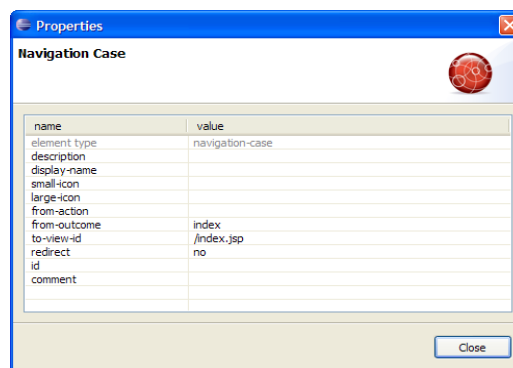 Properties
Navigation Case
name value
element type navigation-case
description
display-name
small-icon
large-icon
from-action
from-outcome index
to-view-id /index.jsp
redirect no
id
comment
Close